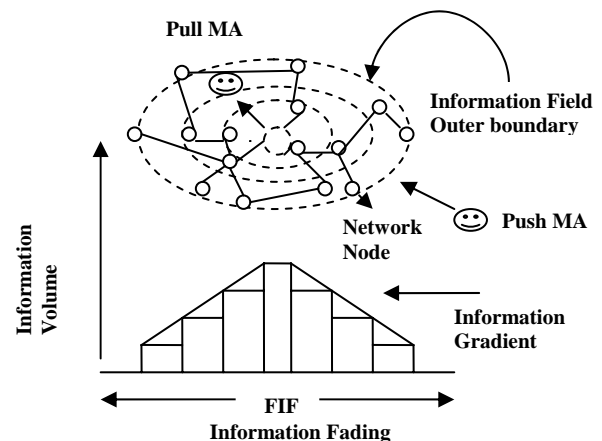 Pull MA
Information Field
Outer boundary
Push MA
Network
Node
Information
Volume
Information
Gradient
FIF
Information Fading